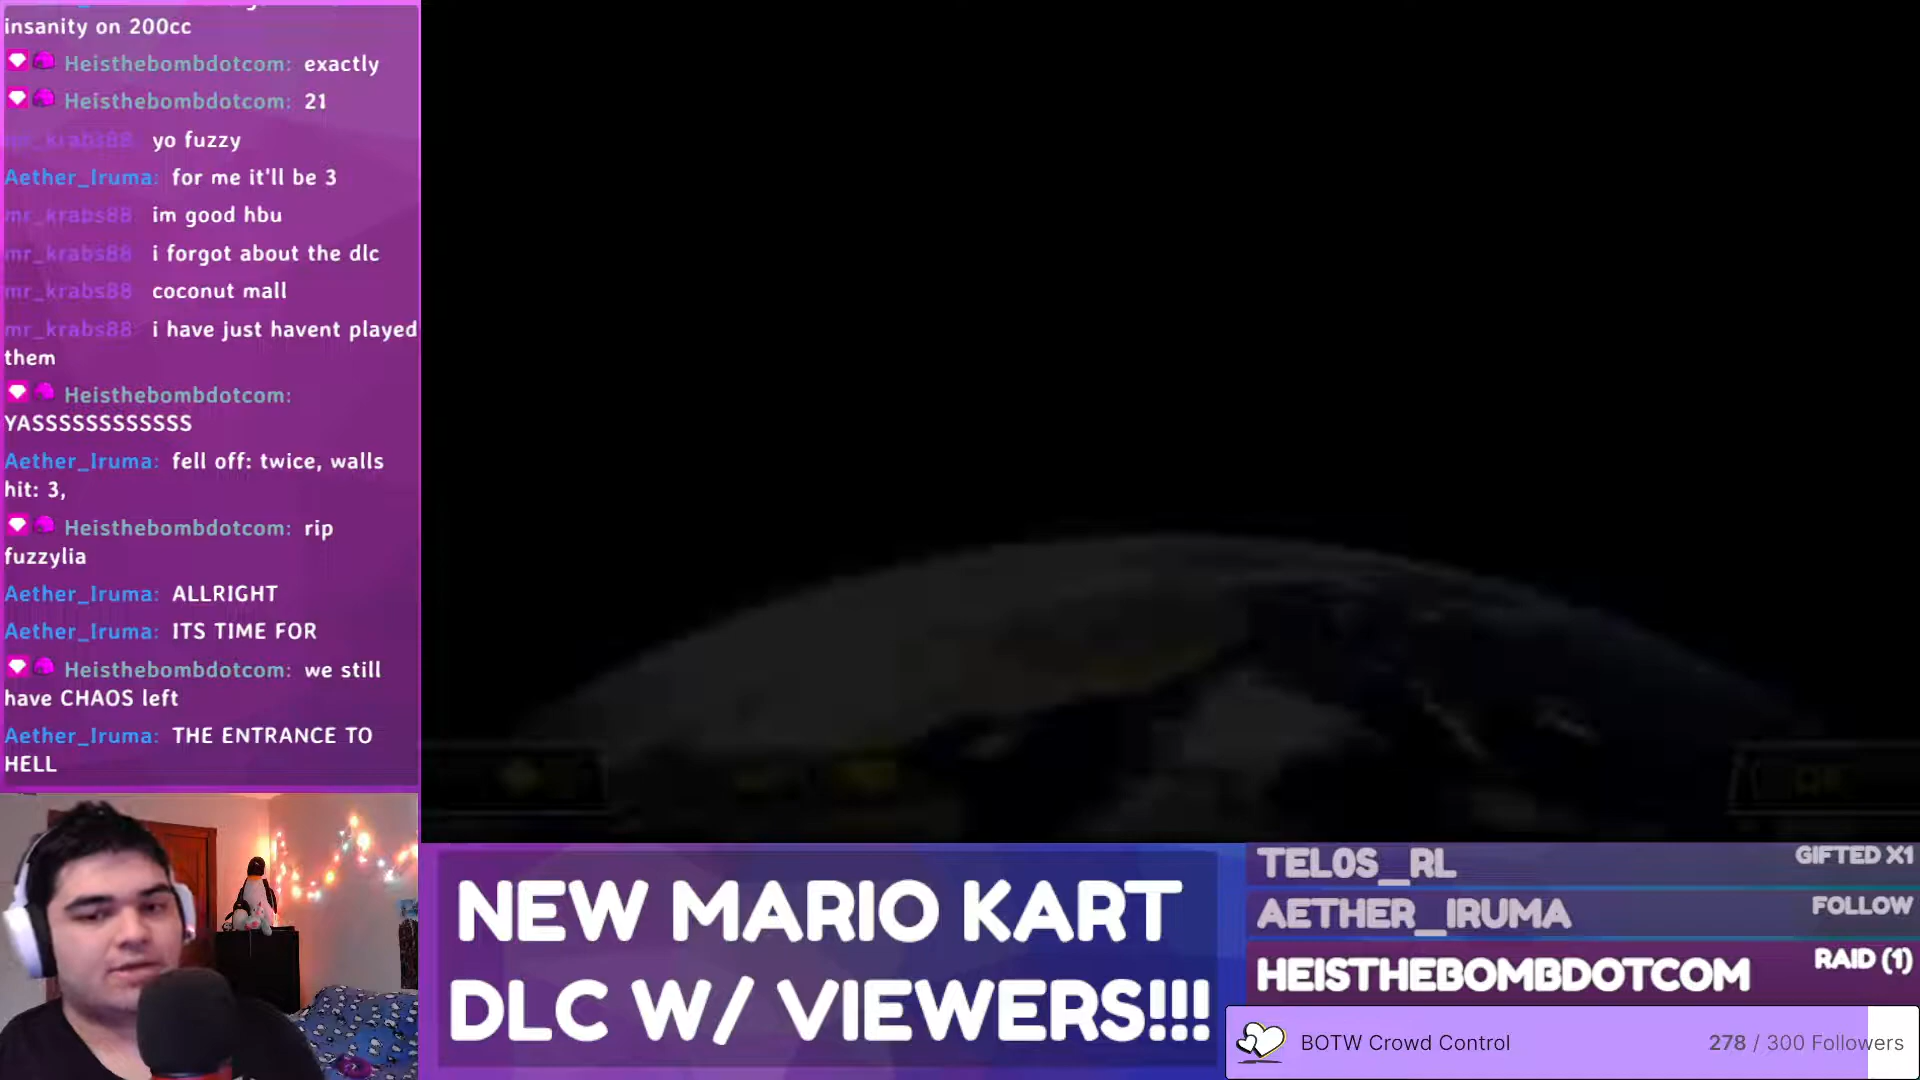 insanity on 200cc
Heisthebombdotcom: exactly
Heisthebombdotcom: 21
mr_krabs88: yo fuzzy
Aether_Iruma: for me it'll be 3
mr_krabs88: im good hbu
mr_krabs88: i forgot about the dlc
mr_krabs88: coconut mall
mr_krabs88: i have just havent played
them
Heisthebombdotcom:
YASSSSSSSSSSSS
Aether_Iruma: fell off: twice, walls
hit: 3,
Heisthebombdotcom: rip
fuzzylia
Aether_Iruma: ALLRIGHT
Aether_Iruma: ITS TIME FOR
Heisthebombdotcom: we still
have CHAOS left
Aether_Iruma: THE ENTRANCE TO
HELL
NEW MARIO KART
DLC W/ VIEWERS!!!
TEL0S_RL GIFTED X1
AETHER_IRUMA FOLLOW
HEISTHEBOMBDOTCOM RAID (1)
BOTW Crowd Control 278 / 300 Followers